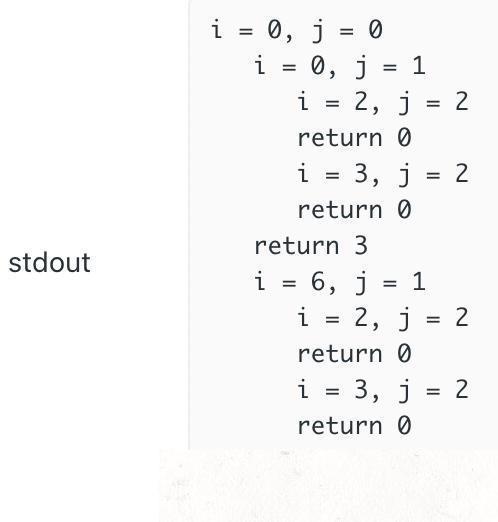 i = 0, j = 0
i = 0, j = 1
i = 2, j = 2
return 0
i = 3, j = 2
return 0
return 3
stdout
i = 6, j = 1
i = 2, j = 2
return 0
i = 3, j = 2
return 0